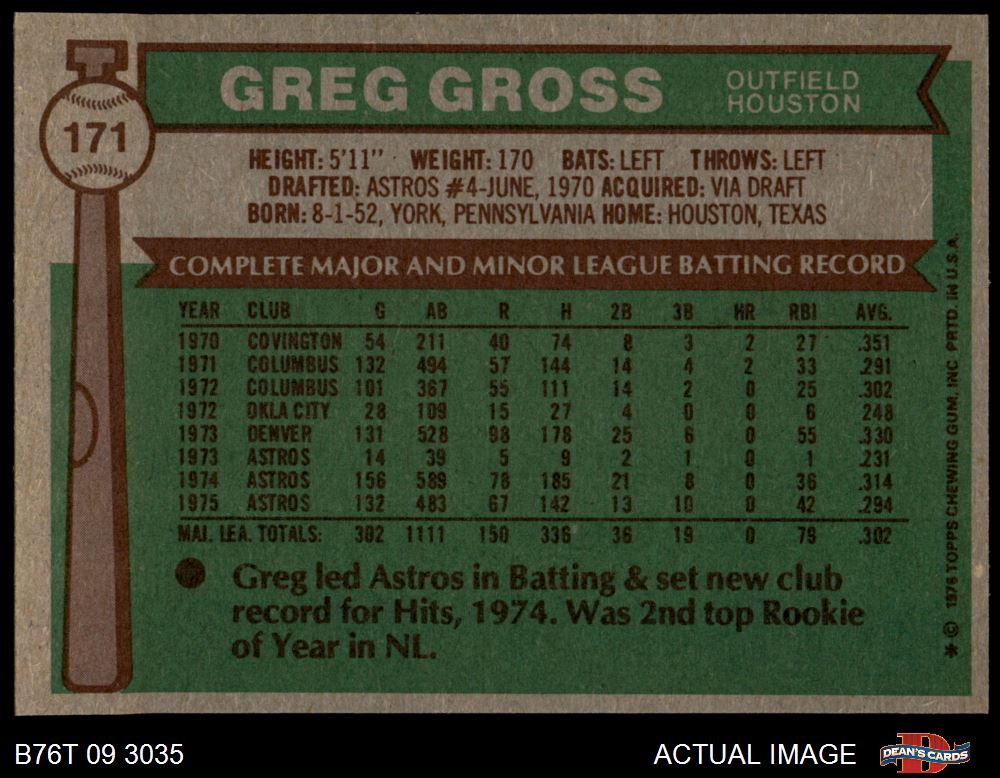 171
GREG GROSS
OUTFIELD
HOUSTON
HEIGHT: 5'11" WEIGHT: 170 BATS: LEFT THROWS: LEFT
DRAFTED: ASTROS #4-JUNE, 1970 ACQUIRED: VIA DRAFT
BORN: 8-1-52, YORK, PENNSYLVANIA HOME: HOUSTON, TEXAS
COMPLETE MAJOR AND MINOR LEAGUE BATTING RECORD
YEAR CLUB G AB R H 2B 3B HR RBI AVG.
1970 COVINGTON 54 211 40 74 8 3 2 27 .351
1971 COLUMBUS 132 494 57 144 14 4 2 33 .291
1972 COLUMBUS 101 367 55 111 14 2 0 25 .302
1972 OKLA CITY 28 109 15 27 4 0 0 6 .248
1973 DENVER 131 528 98 178 25 6 0 55 .330
1973 ASTROS 14 39 5 9 2 1 0 1 .231
1974 ASTROS 156 589 78 185 21 8 0 36 .314
1975 ASTROS 132 483 67 142 13 10 0 42 .294
MAJ. LEA. TOTALS: 302 1111 150 336 36 19 0 79 .302
Greg led Astros in Batting & set new club
record for Hits, 1974. Was 2nd top Rookie
of Year in NL.
* © 1976 TOPPS CHEWING GUM, INC. PRTD. IN U.S.A.
B76T 09 3035
ACTUAL IMAGE
DEAN'S CARDS